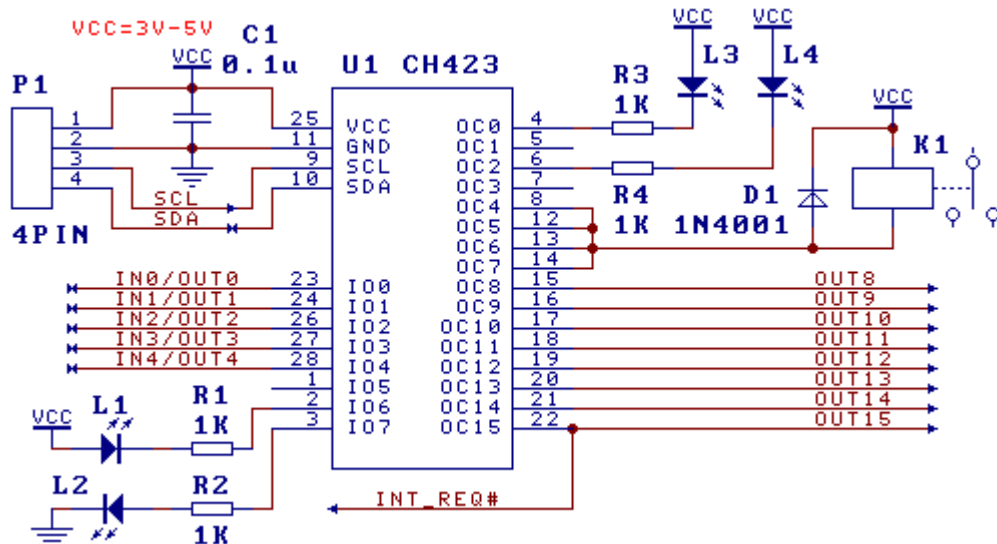 VCC=3V-5V
C1
VCC
0.1u
U1 CH423
P1
1
2
3
4
4PIN
SCL
SDA
25 VCC
11 GND
9 SCL
10 SDA
IN0/OUT0 23 IO0
IN1/OUT1 24 IO1
IN2/OUT2 26 IO2
IN3/OUT3 27 IO3
IN4/OUT4 28 IO4
1 IO5
2 IO6
3 IO7
OC0 4
OC1 5
OC2 6
OC3 7
OC4 8
OC5 12
OC6 13
OC7 14
OC8 15 OUT8
OC9 16 OUT9
OC10 17 OUT10
OC11 18 OUT11
OC12 19 OUT12
OC13 20 OUT13
OC14 21 OUT14
OC15 22 OUT15
VCC
VCC
L3
L4
R3
1K
R4
1K
VCC
K1
D1
1N4001
VCC
L1
R1
1K
L2
R2
1K
INT_REQ#